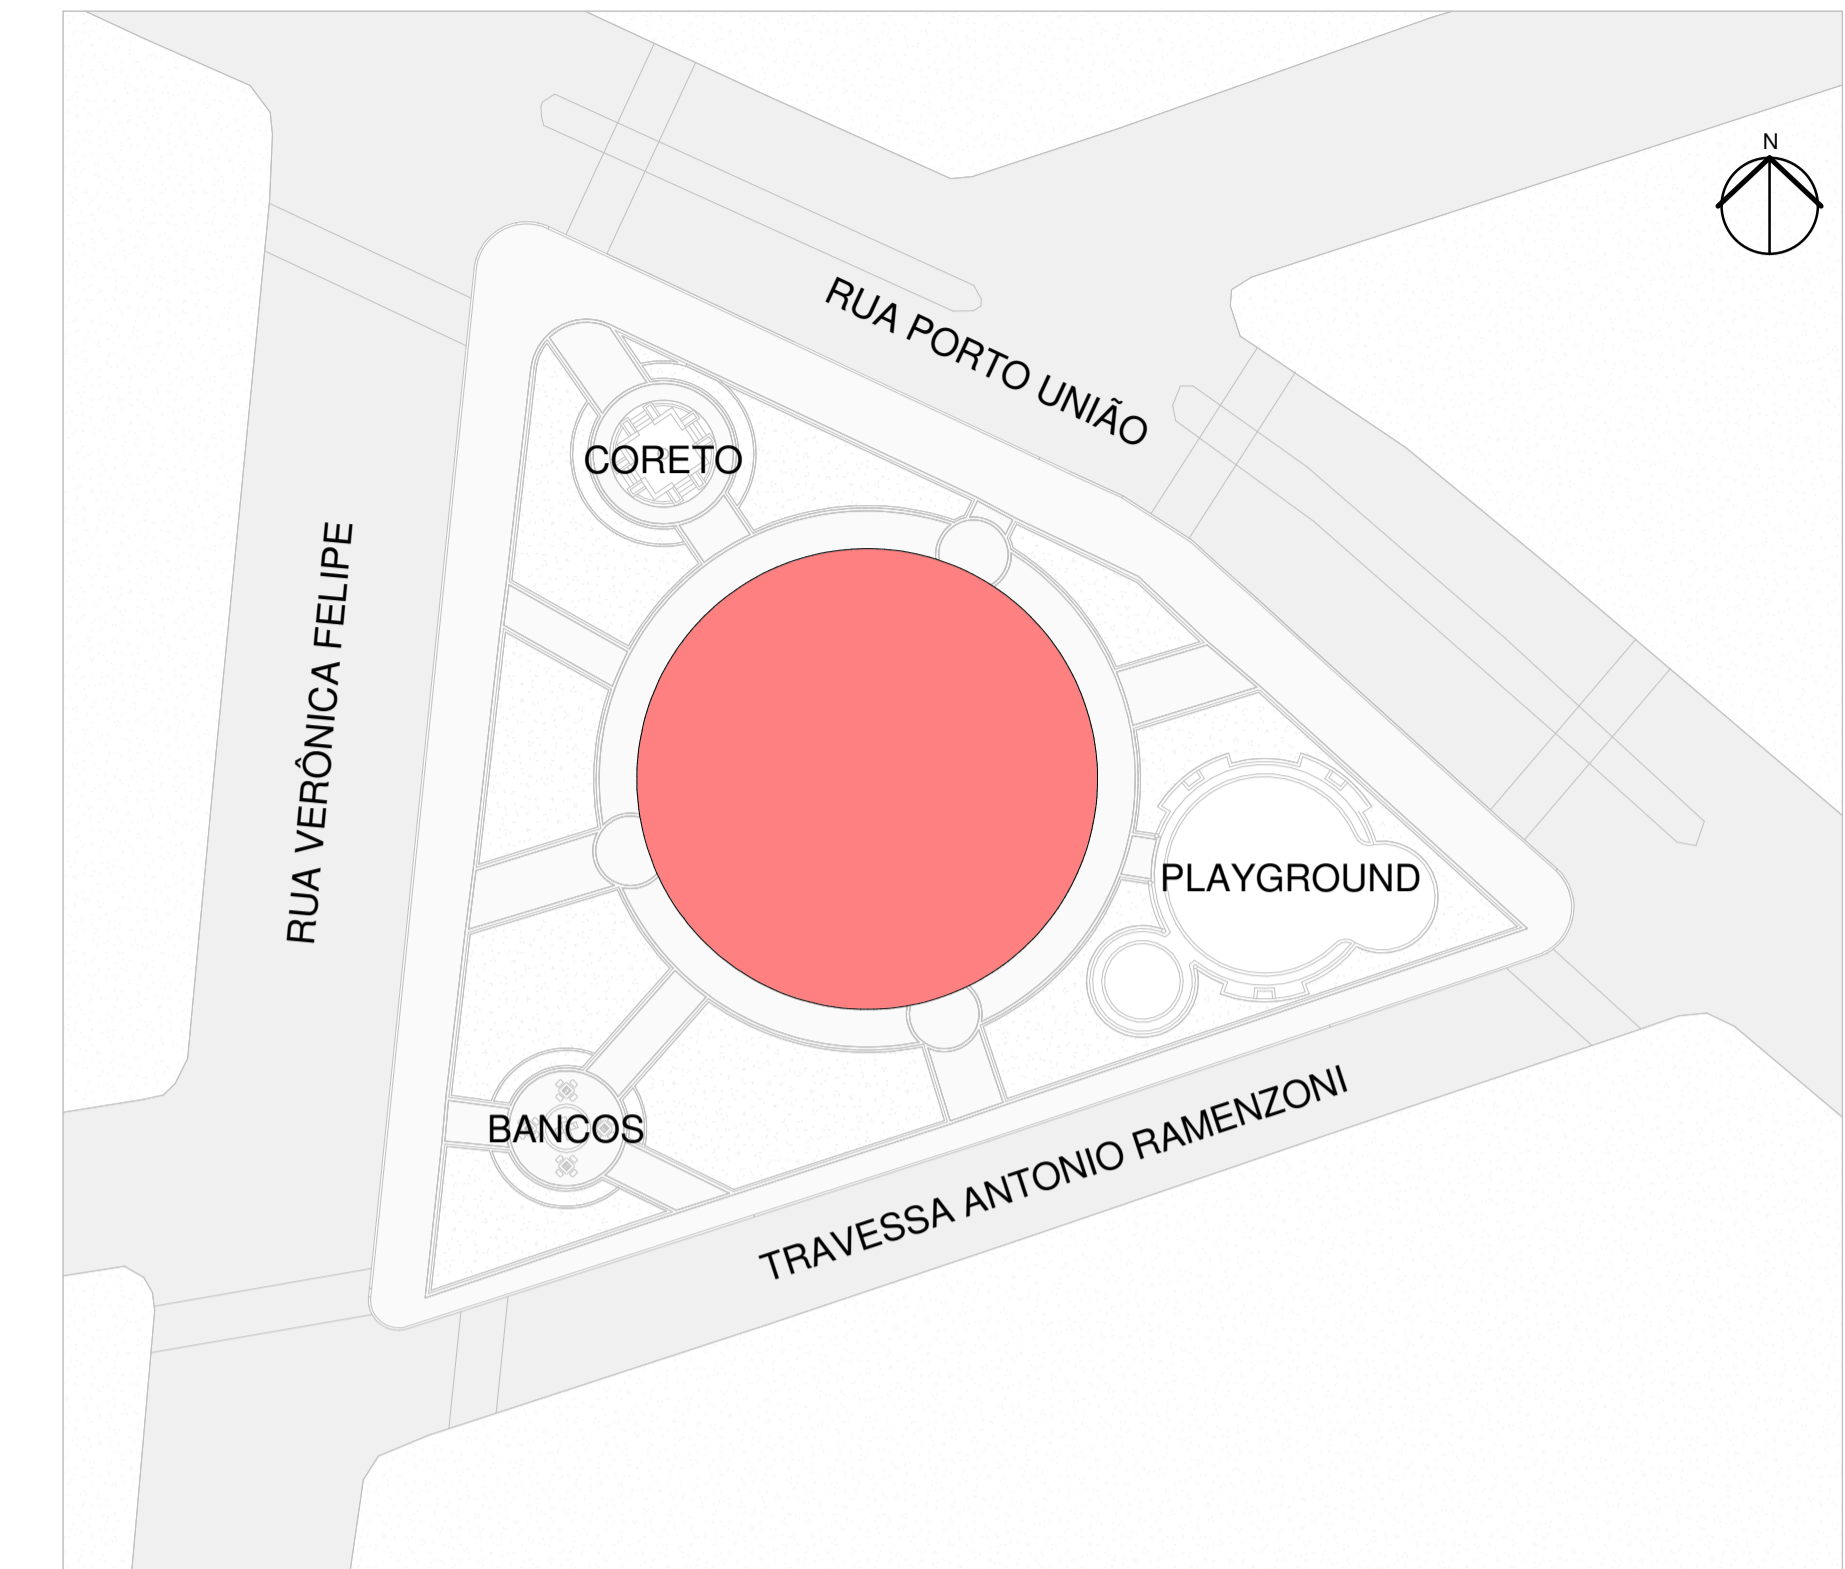 N
RUA PORTO UNIÃO
CORETO
RUA VERÔNICA FELIPE
PLAYGROUND
BANCOS
TRAVESSA ANTONIO RAMENZONI